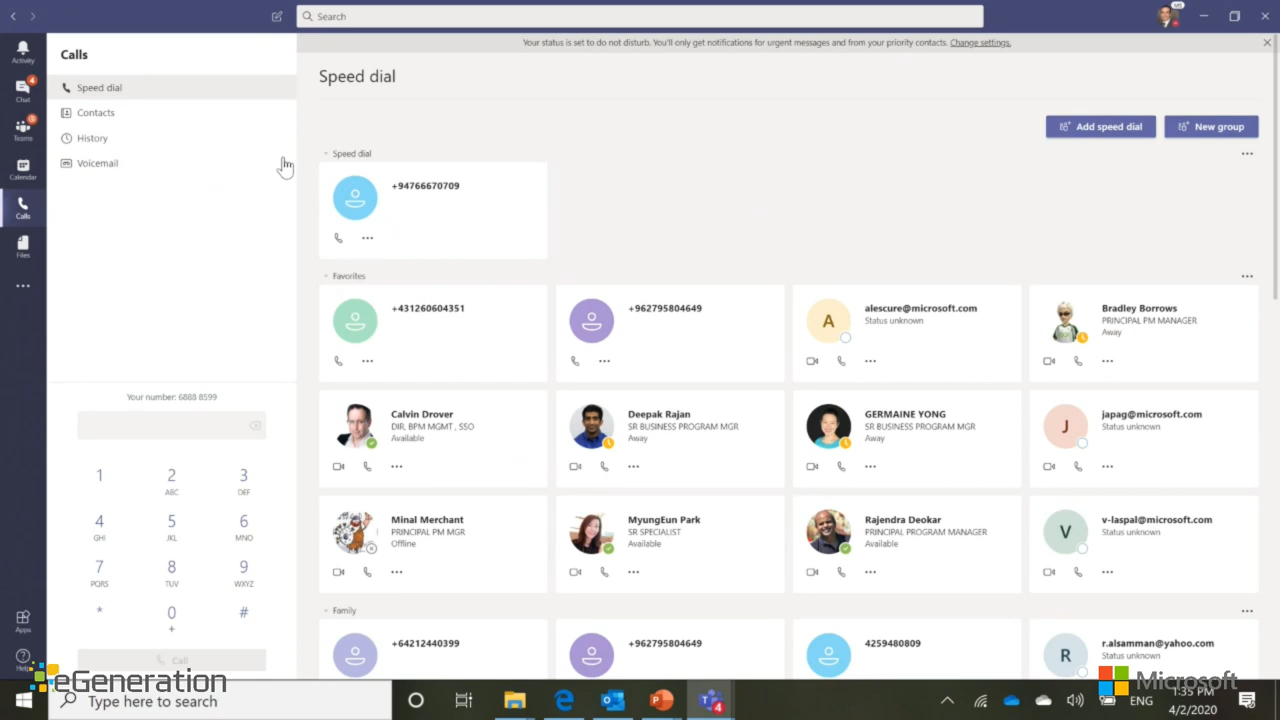 Search
MS
Activity
Chat
4
Teams
Calendar
Calls
Files
Apps
Help
Calls
Speed dial
Contacts
History
Voicemail
Your number: 6888 8599
1
2
ABC
3
DEF
4
GHI
5
JKL
6
MNO
7
PQRS
8
TUV
9
WXYZ
*
0
+
#
Call
Your status is set to do not disturb. You'll only get notifications for urgent messages and from your priority contacts. Change settings.
Speed dial
Add speed dial
New group
Speed dial
+94766670709
Favorites
+431260604351
+962795804649
A
alescure@microsoft.com
Status unknown
Bradley Borrows
PRINCIPAL PM MANAGER
Away
Calvin Drover
DIR, BPM MGMT , SSO
Available
Deepak Rajan
SR BUSINESS PROGRAM MGR
Away
GERMAINE YONG
SR BUSINESS PROGRAM MGR
Away
J
japag@microsoft.com
Status unknown
Minal Merchant
PRINCIPAL PM MGR
Offline
MyungEun Park
SR SPECIALIST
Available
Rajendra Deokar
PRINCIPAL PROGRAM MANAGER
Available
V
v-laspal@microsoft.com
Status unknown
Family
+64212440399
+962795804649
4259480809
R
r.alsamman@yahoo.com
Status unknown
eGeneration
Microsoft
Type here to search
4
ENG
1:35 PM
4/2/2020